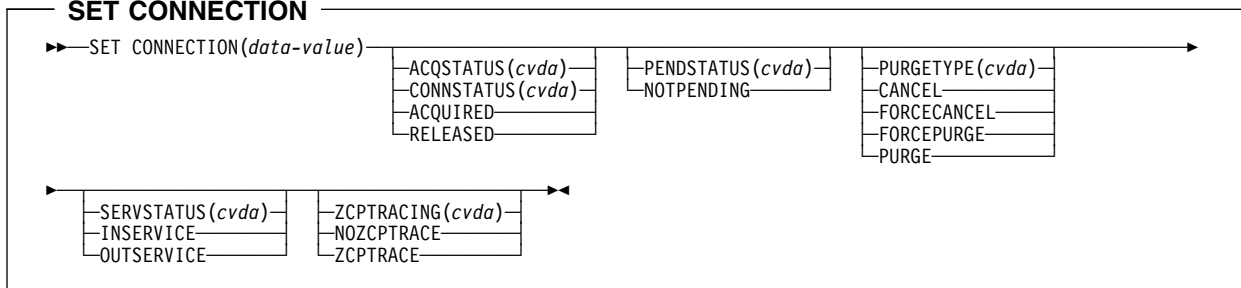 SET CONNECTION
SET CONNECTION(data-value)
ACQSTATUS(cvda)
CONNSTATUS(cvda)
ACQUIRED
RELEASED
PENDSTATUS(cvda)
NOTPENDING
PURGETYPE(cvda)
CANCEL
FORCECANCEL
FORCEPURGE
PURGE
SERVSTATUS(cvda)
INSERVICE
OUTSERVICE
ZCPTRACING(cvda)
NOZCPTRACE
ZCPTRACE